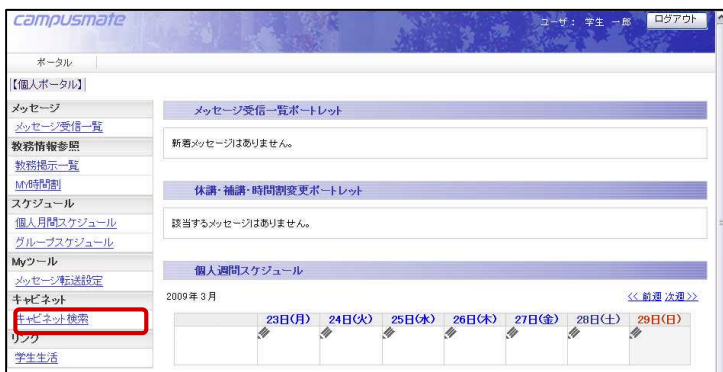 campusmate
ユーザ： 学生 一郎 ログアウト
ポータル
【個人ポータル】
メッセージ
メッセージ受信一覧
教務情報参照
教務掲示一覧
MY時間割
スケジュール
個人月間スケジュール
グループスケジュール
Myツール
メッセージ転送設定
キャビネット
キャビネット検索
リンク
学生生活
メッセージ受信一覧ポートレット
新着メッセージはありません。
休講・補講・時間割変更ポートレット
該当するメッセージはありません。
個人週間スケジュール
2009年3月 <<前週 次週>>
23日(月) 24日(火) 25日(水) 26日(木) 27日(金) 28日(土) 29日(日)